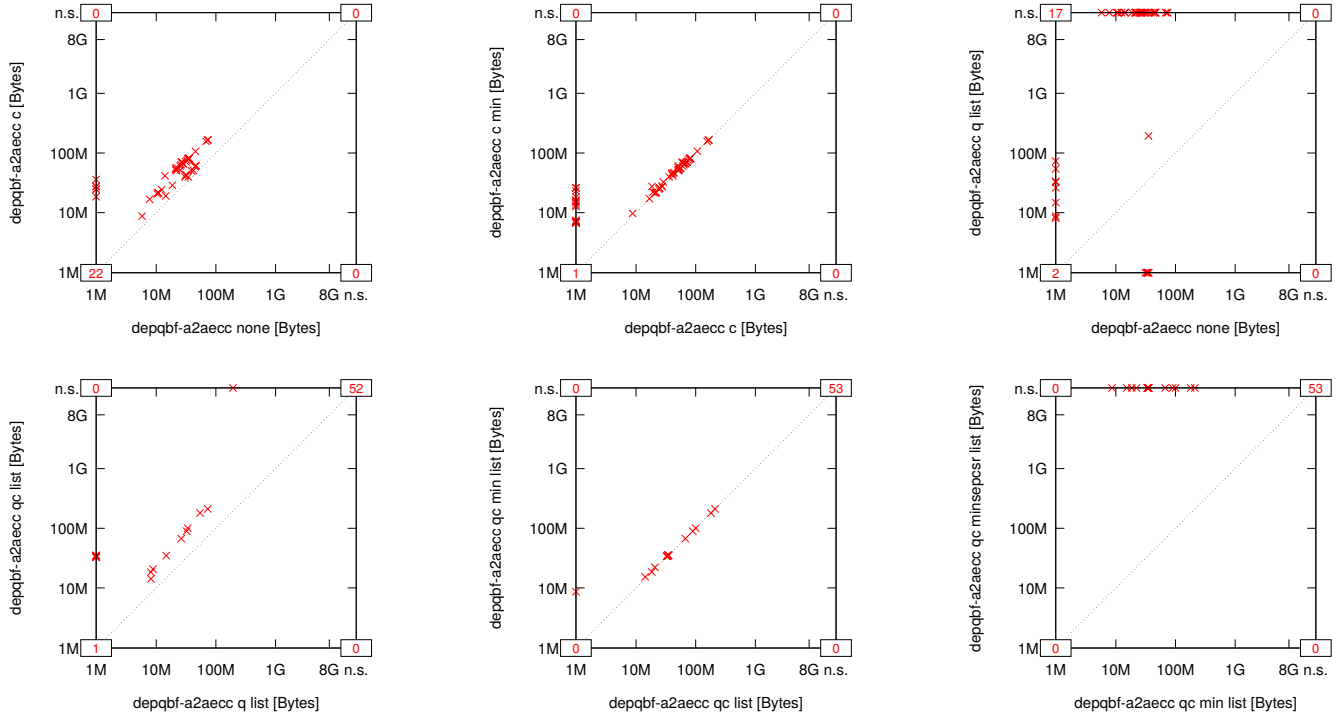 n.s. 0 0
8G
1G
100M
10M
1M 22 0
1M 10M 100M 1G 8G n.s.
depqbf-a2aecc c [Bytes]
depqbf-a2aecc none [Bytes]
n.s. 0 0
8G
1G
100M
10M
1M 1 0
1M 10M 100M 1G 8G n.s.
depqbf-a2aecc c min [Bytes]
depqbf-a2aecc c [Bytes]
n.s. 17 0
8G
1G
100M
10M
1M 2 0
1M 10M 100M 1G 8G n.s.
depqbf-a2aecc q list [Bytes]
depqbf-a2aecc none [Bytes]
n.s. 0 52
8G
1G
100M
10M
1M 1 0
1M 10M 100M 1G 8G n.s.
depqbf-a2aecc qc list [Bytes]
depqbf-a2aecc q list [Bytes]
n.s. 0 53
8G
1G
100M
10M
1M 0 0
1M 10M 100M 1G 8G n.s.
depqbf-a2aecc qc min list [Bytes]
depqbf-a2aecc qc list [Bytes]
n.s. 0 53
8G
1G
100M
10M
1M 0 0
1M 10M 100M 1G 8G n.s.
depqbf-a2aecc qc minsepcsr list [Bytes]
depqbf-a2aecc qc min list [Bytes]